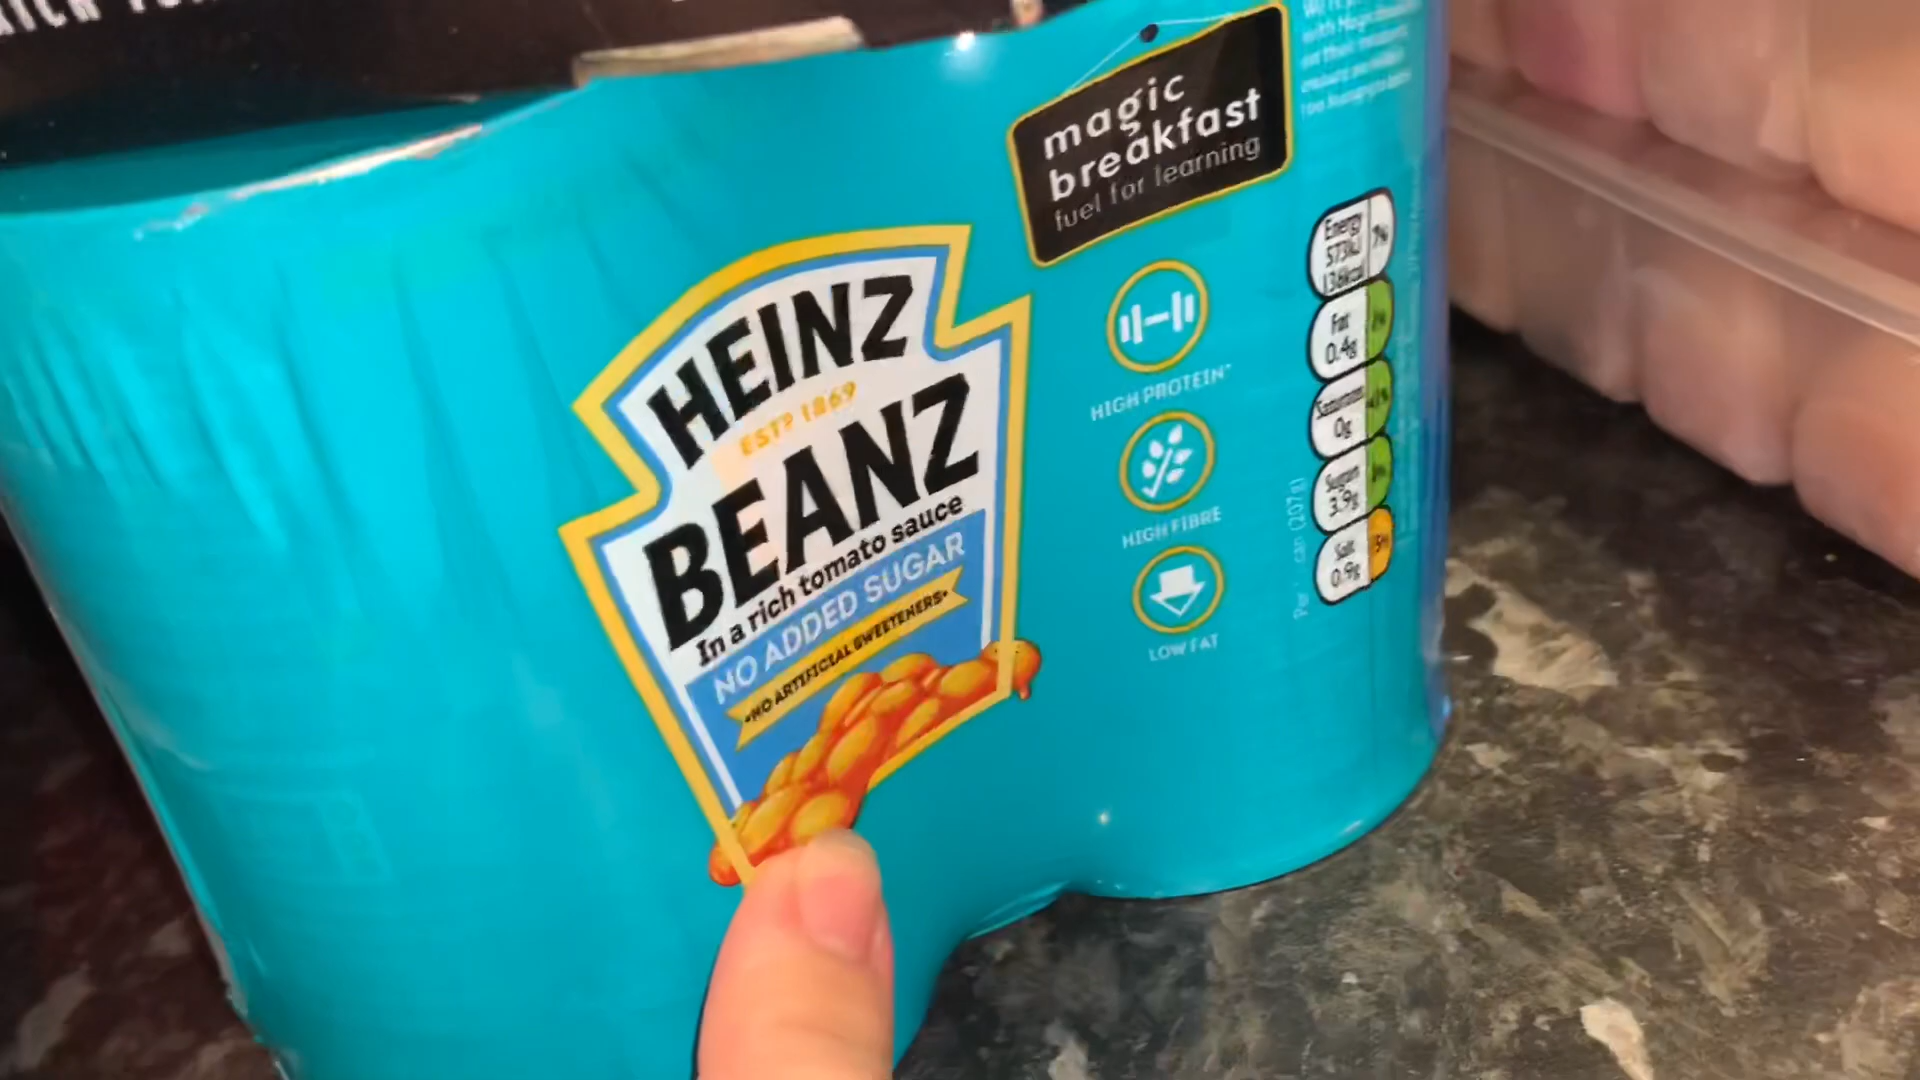 magic
breakfast
fuel for learning
HEINZ
ESTD 1869
BEANZ
In a rich tomato sauce
NO ADDED SUGAR
•NO ARTIFICIAL SWEETENERS•
HIGH PROTEIN*
HIGH FIBRE
LOW FAT
Energy
573kJ
136kcal
7%
Fat
0.4g
Saturates
0g
Sugars
3.9g
Salt
0.9g
can (207g)